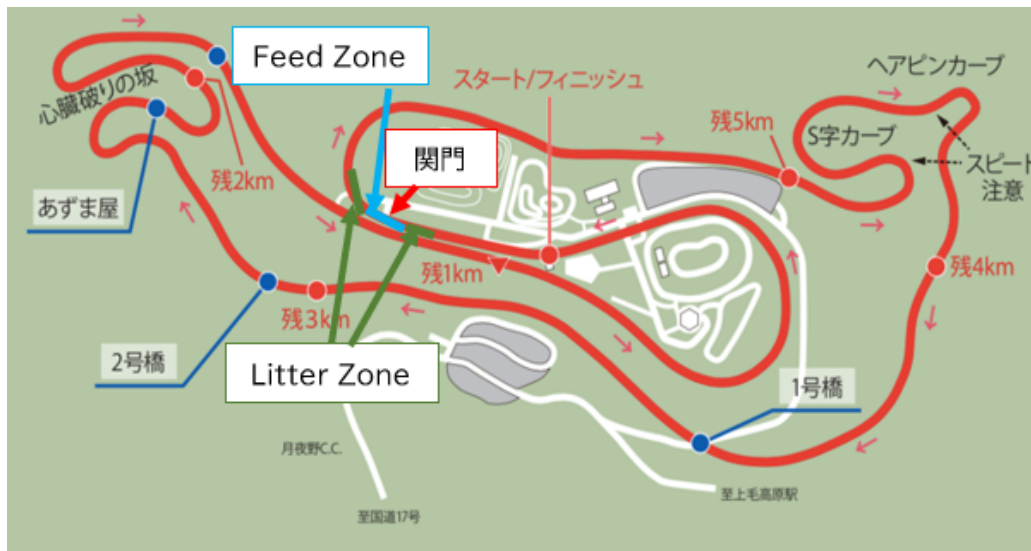 Feed Zone
スタート/フィニッシュ
ヘアピンカーブ
心臓破りの坂
残5km
S字カーブ
関門
スピード
注意
残2km
あずま屋
残1km
残4km
残3km
2号橋
Litter Zone
1号橋
月夜野C.C.
至上毛高原駅
至国道17号